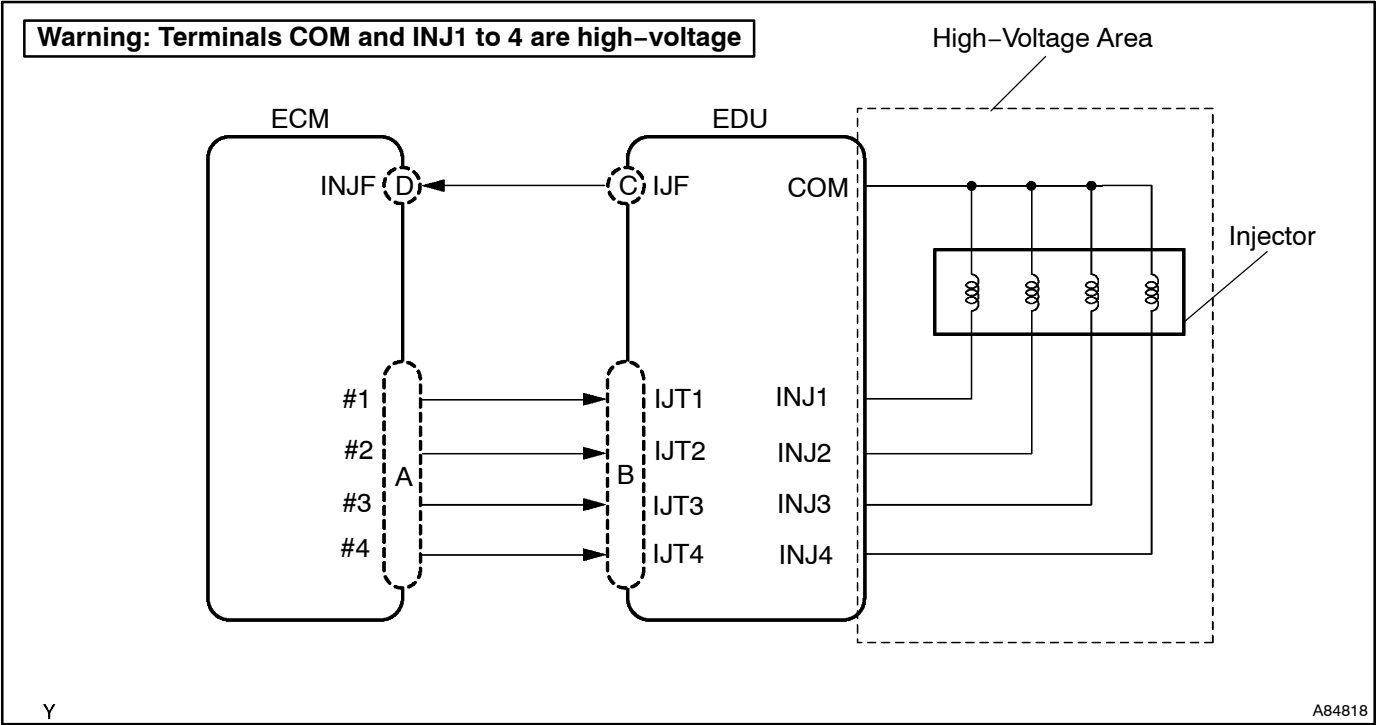 Warning: Terminals COM and INJ1 to 4 are high−voltage
High−Voltage Area
ECM
EDU
INJF
D
C
IJF
COM
Injector
#1
IJT1
INJ1
#2
IJT2
INJ2
A
B
#3
IJT3
INJ3
#4
IJT4
INJ4
Y
A84818